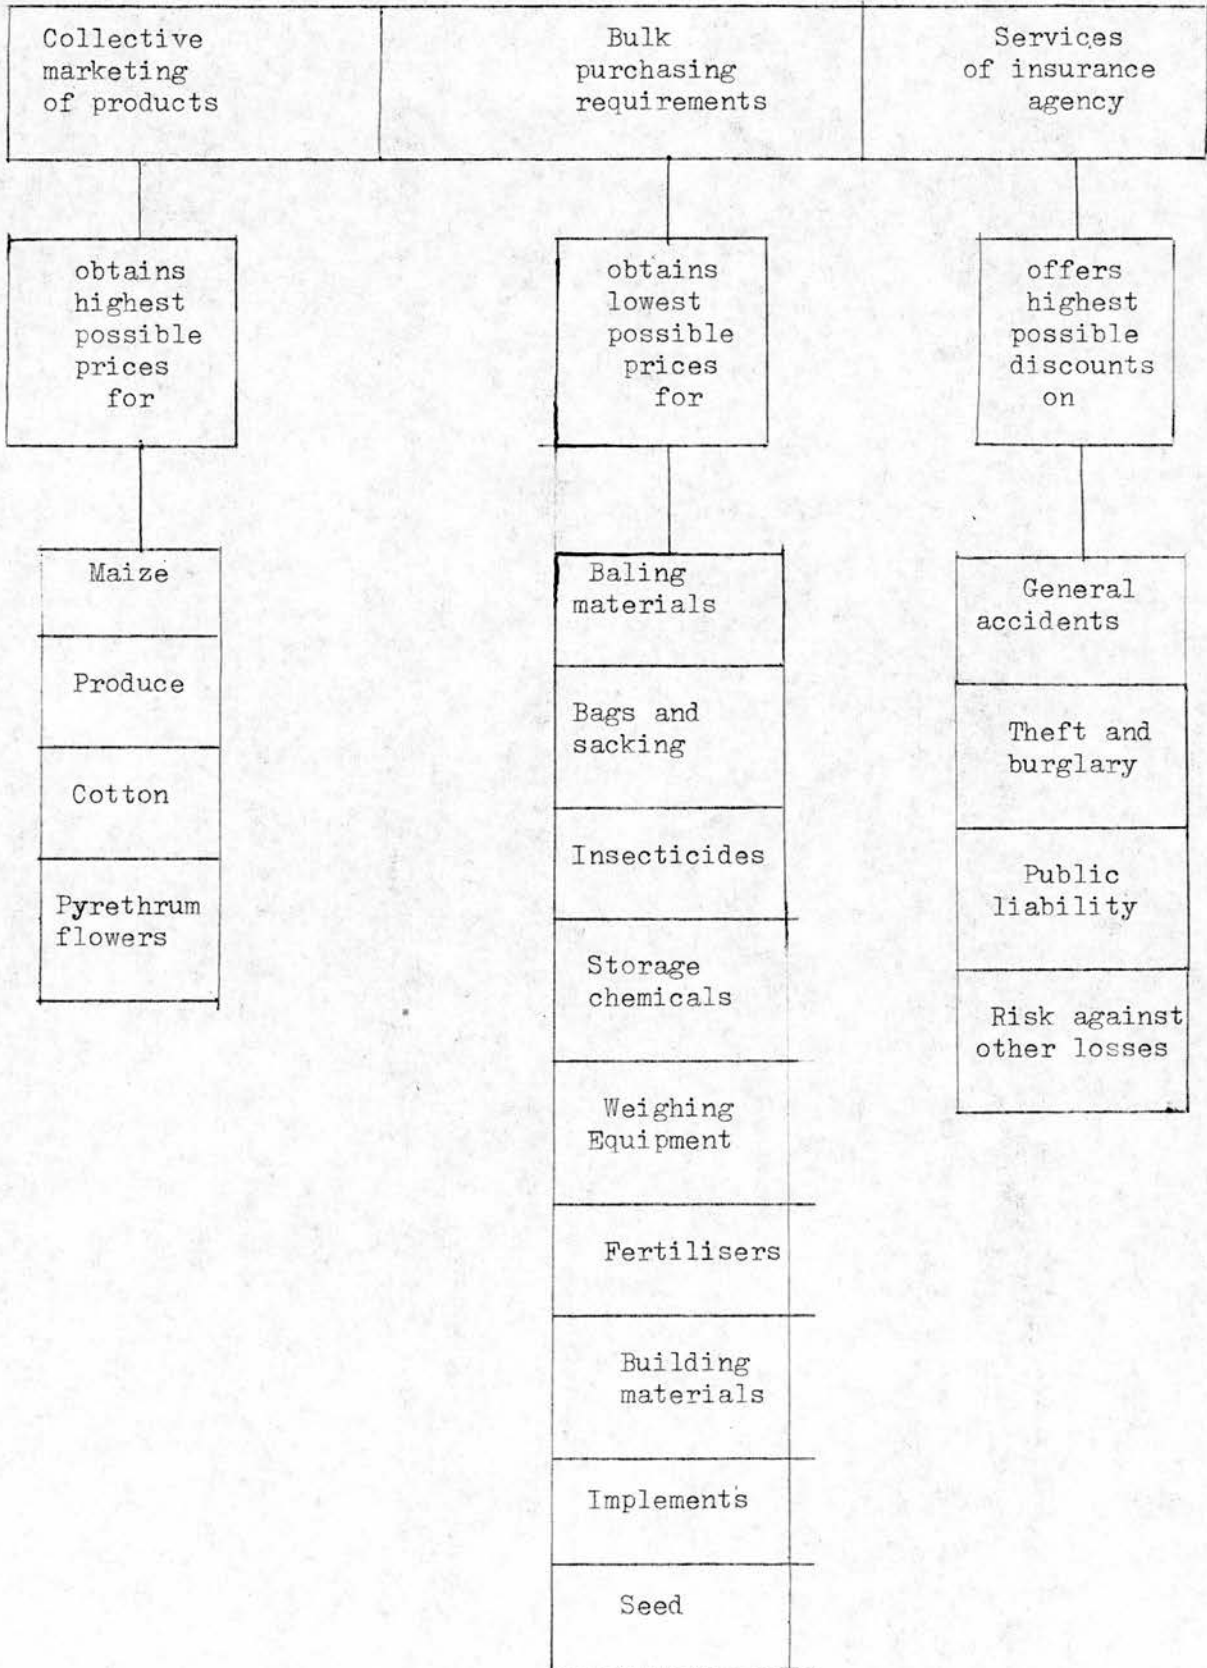 Collective
marketing
of products
Bulk
purchasing
requirements
Services
of insurance
agency
obtains
highest
possible
prices
for
obtains
lowest
possible
prices
for
offers
highest
possible
discounts
on
Maize
Produce
Cotton
Pyrethrum
flowers
Baling
materials
Bags and
sacking
Insecticides
Storage
chemicals
Weighing
Equipment
Fertilisers
Building
materials
Implements
Seed
General
accidents
Theft and
burglary
Public
liability
Risk against
other losses